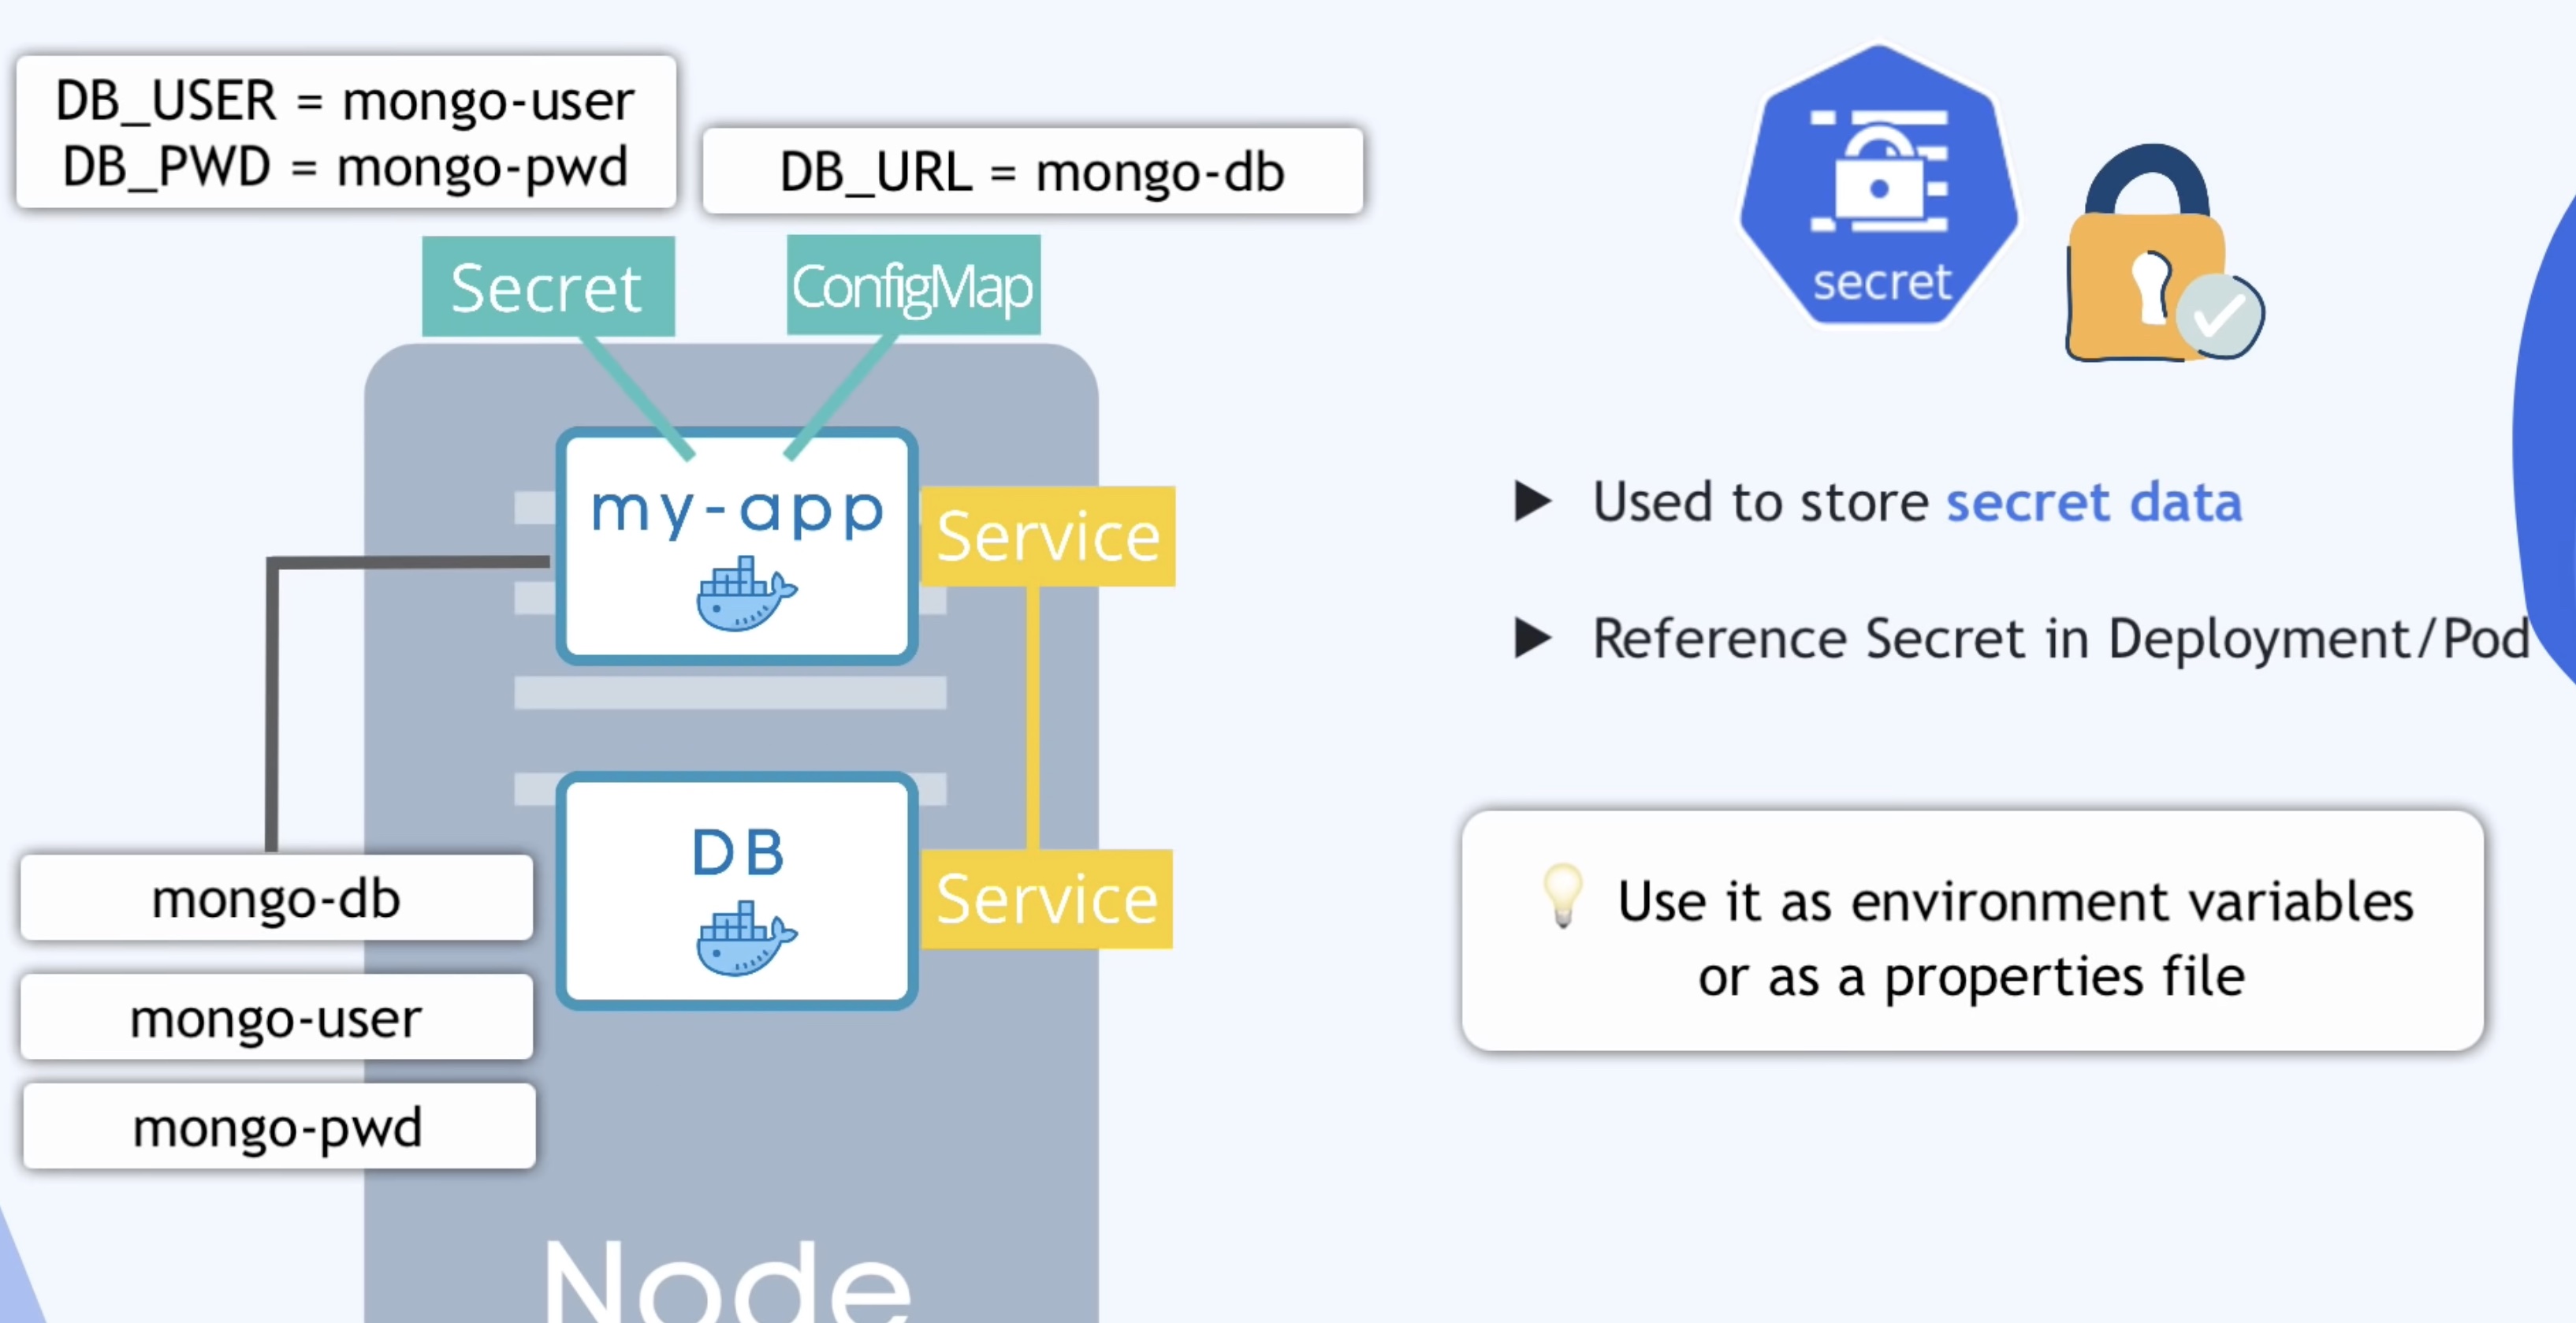 DB_USER = mongo-user
DB_PWD = mongo-pwd
DB_URL = mongo-db
Secret
ConfigMap
my-app
Service
DB
Service
mongo-db
mongo-user
mongo-pwd
Node
secret
Used to store secret data
Reference Secret in Deployment/Pod
Use it as environment variables
or as a properties file